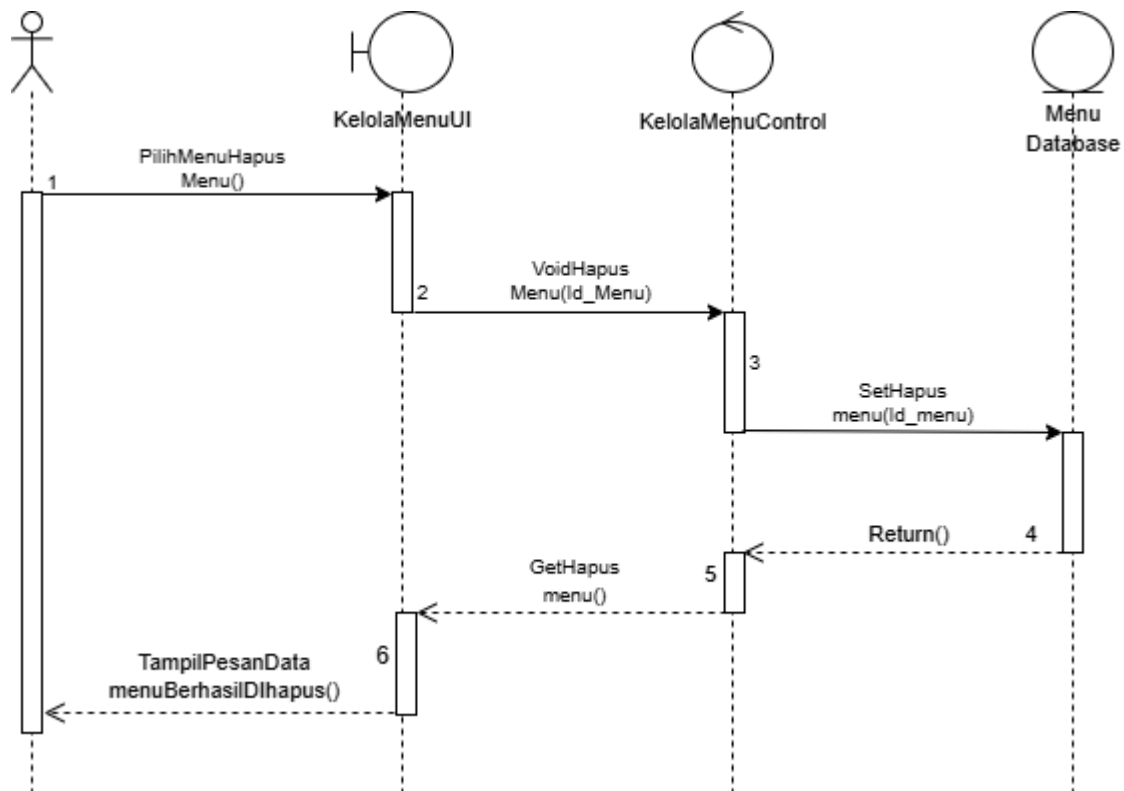 KelolaMenuUI
KelolaMenuControl
Menu
Database
PilihMenuHapus
Menu()
1
VoidHapus
Menu(Id_Menu)
2
3
SetHapus
menu(Id_menu)
Return()
4
GetHapus
menu()
5
6
TampilPesanData
menuBerhasilDIhapus()